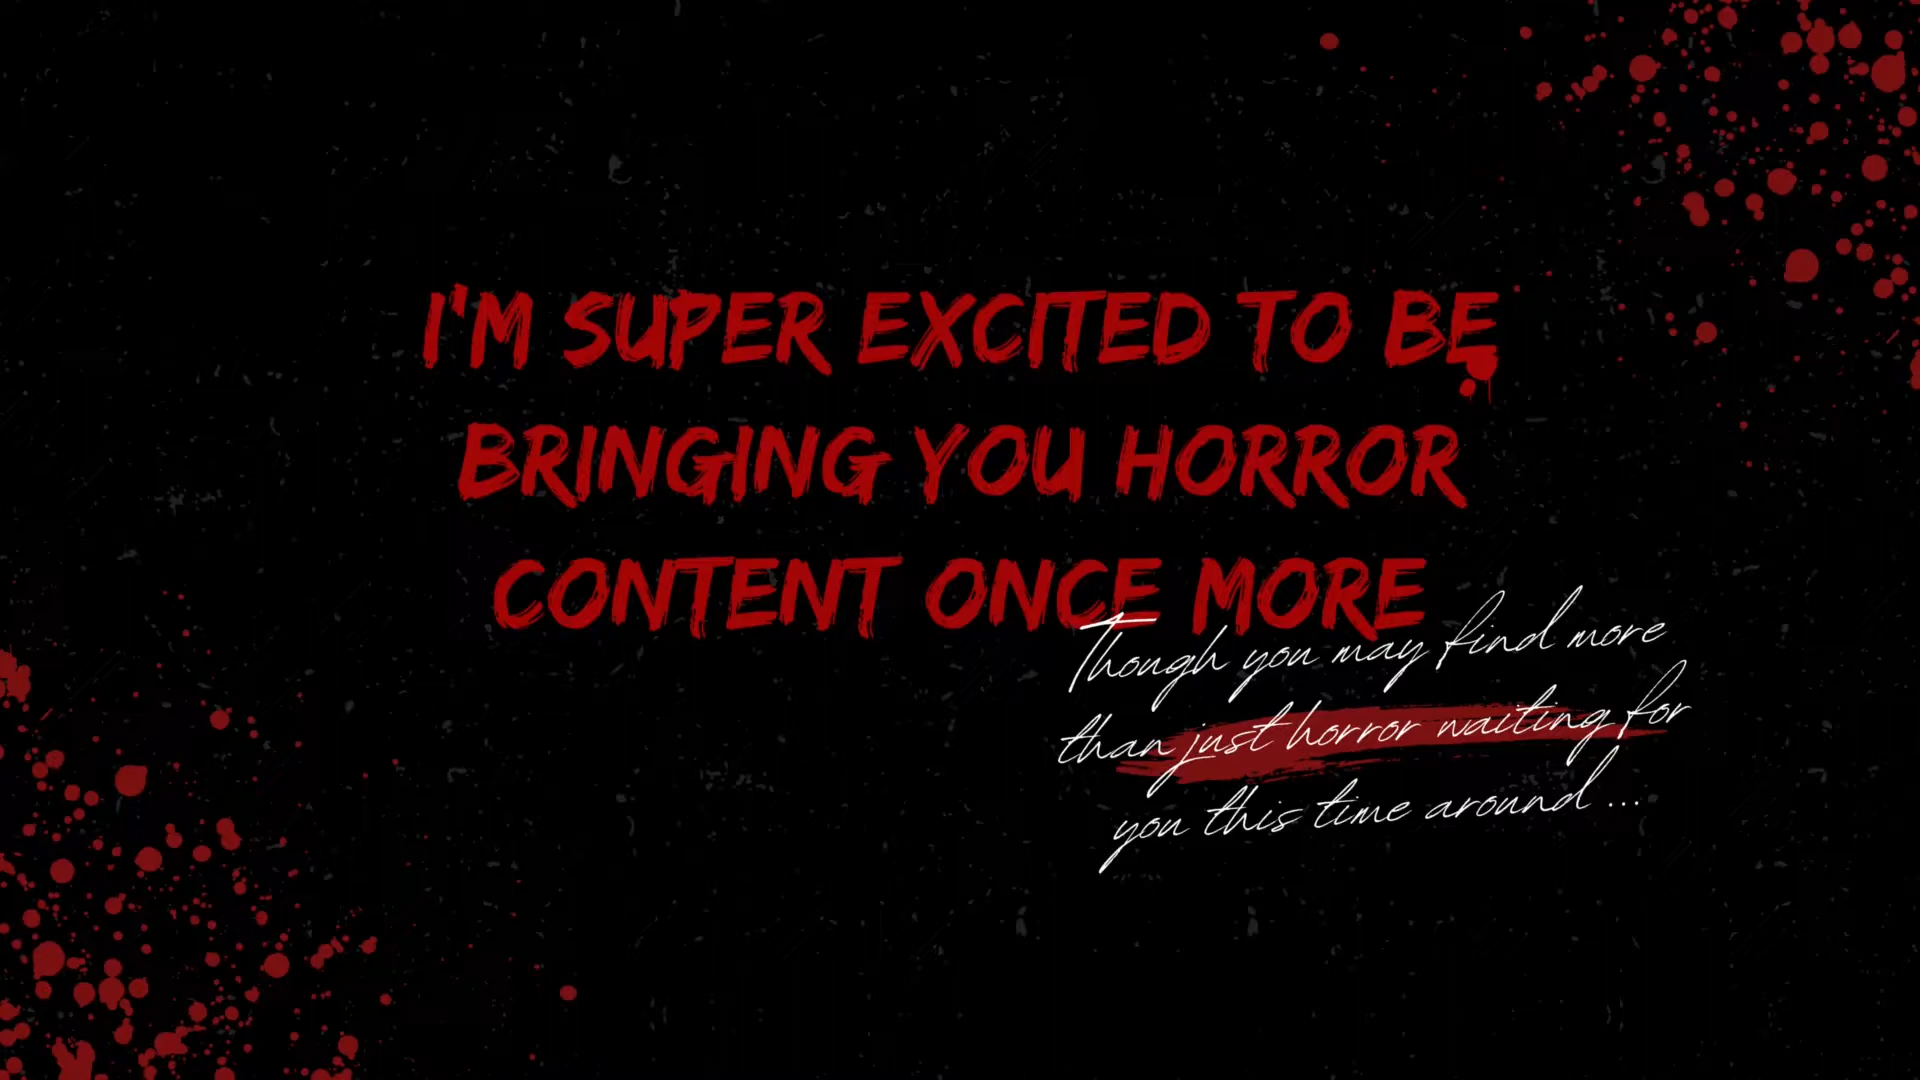 I'M SUPER EXCITED TO BE
BRINGING YOU HORROR
CONTENT ONCE MORE
Though you may find more
than just horror waiting for
you this time around ...